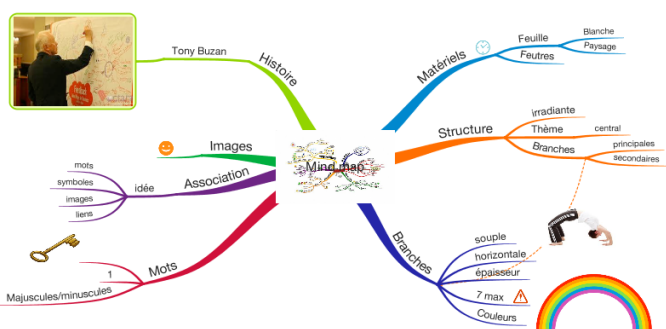 Tony Buzan
Histoire
Matériels
Feuille
Blanche
Paysage
Feutres
Structure
irradiante
Thème
central
Branches
principales
secondaires
Images
Association
idée
mots
symboles
images
liens
Mots
1
Majuscules/minuscules
Branches
souple
horizontale
épaisseur
7 max
Couleurs
Mind map